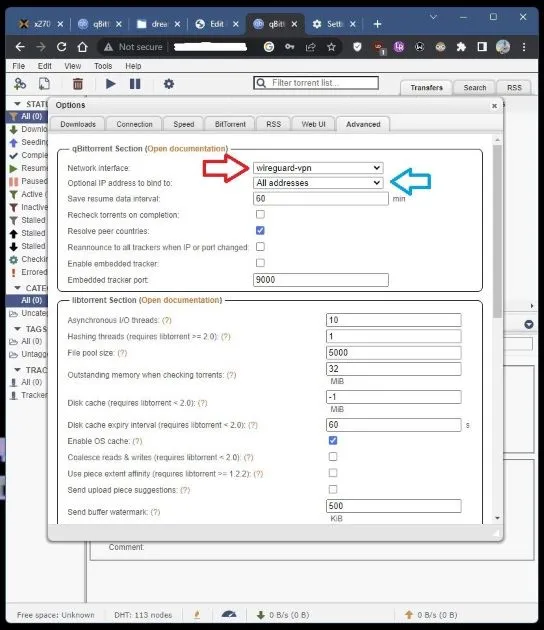 x270
qBitt
drea
Edit
qBitt
Setti
Not secure
File Edit View Tools Help
Filter torrent list...
Transfers Search RSS
STATU
All (0)
Downlo
Seeding
Comple
Resume
Paused
Active (
Inactive
Stalled
Stalled
Stalled
Checkin
Errored
CATEG
All (0)
Uncateg
TAGS
All (0)
Untagge
TRAC
All (0)
Tracker
Options
Downloads Connection Speed BitTorrent RSS Web UI Advanced
qBittorrent Section (Open documentation)
Network interface: wireguard-vpn
Optional IP address to bind to: All addresses
Save resume data interval: 60 min
Recheck torrents on completion:
Resolve peer countries:
Reannounce to all trackers when IP or port changed:
Enable embedded tracker:
Embedded tracker port: 9000
libtorrent Section (Open documentation)
Asynchronous I/O threads: (?) 10
Hashing threads (requires libtorrent >= 2.0): (?) 1
File pool size: (?) 5000
Outstanding memory when checking torrents: (?) 32
MiB
Disk cache (requires libtorrent < 2.0): (?) -1
MiB
Disk cache expiry interval (requires libtorrent < 2.0): (?) 60 s
Enable OS cache: (?)
Coalesce reads & writes (requires libtorrent < 2.0): (?)
Use piece extent affinity (requires libtorrent >= 1.2.2): (?)
Send upload piece suggestions: (?)
Send buffer watermark: (?) 500
KiB
Comment:
Free space: Unknown DHT: 113 nodes 0 B/s (0 B) 0 B/s (0 B)